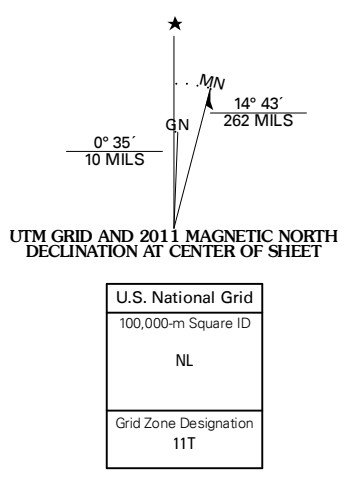 ★
MN
GN
14° 43´
262 MILS
0° 35´
10 MILS
UTM GRID AND 2011 MAGNETIC NORTH
DECLINATION AT CENTER OF SHEET
U.S. National Grid
100,000-m Square ID
NL
Grid Zone Designation
11T